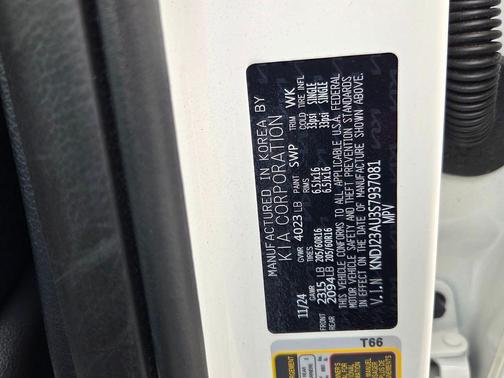 MANUFACTURED IN KOREA BY
KIA CORPORATION
11/24 GVWR 4023 LB PAINT SWP TRIM WK
GAWR TIRES RIMS COLD TIRE INFL
FRONT 2315 LB 205/60R16 6.5Jx16 33psi SINGLE
REAR 2094 LB 205/60R16 6.5Jx16 33psi SINGLE
THIS VEHICLE CONFORMS TO ALL APPLICABLE U.S.A. FEDERAL
MOTOR VEHICLE SAFETY AND THEFT PREVENTION STANDARDS
IN EFFECT ON THE DATE OF MANUFACTURE SHOWN ABOVE.
V.I.N KNDJ23AU3S7937081
MPV
T66